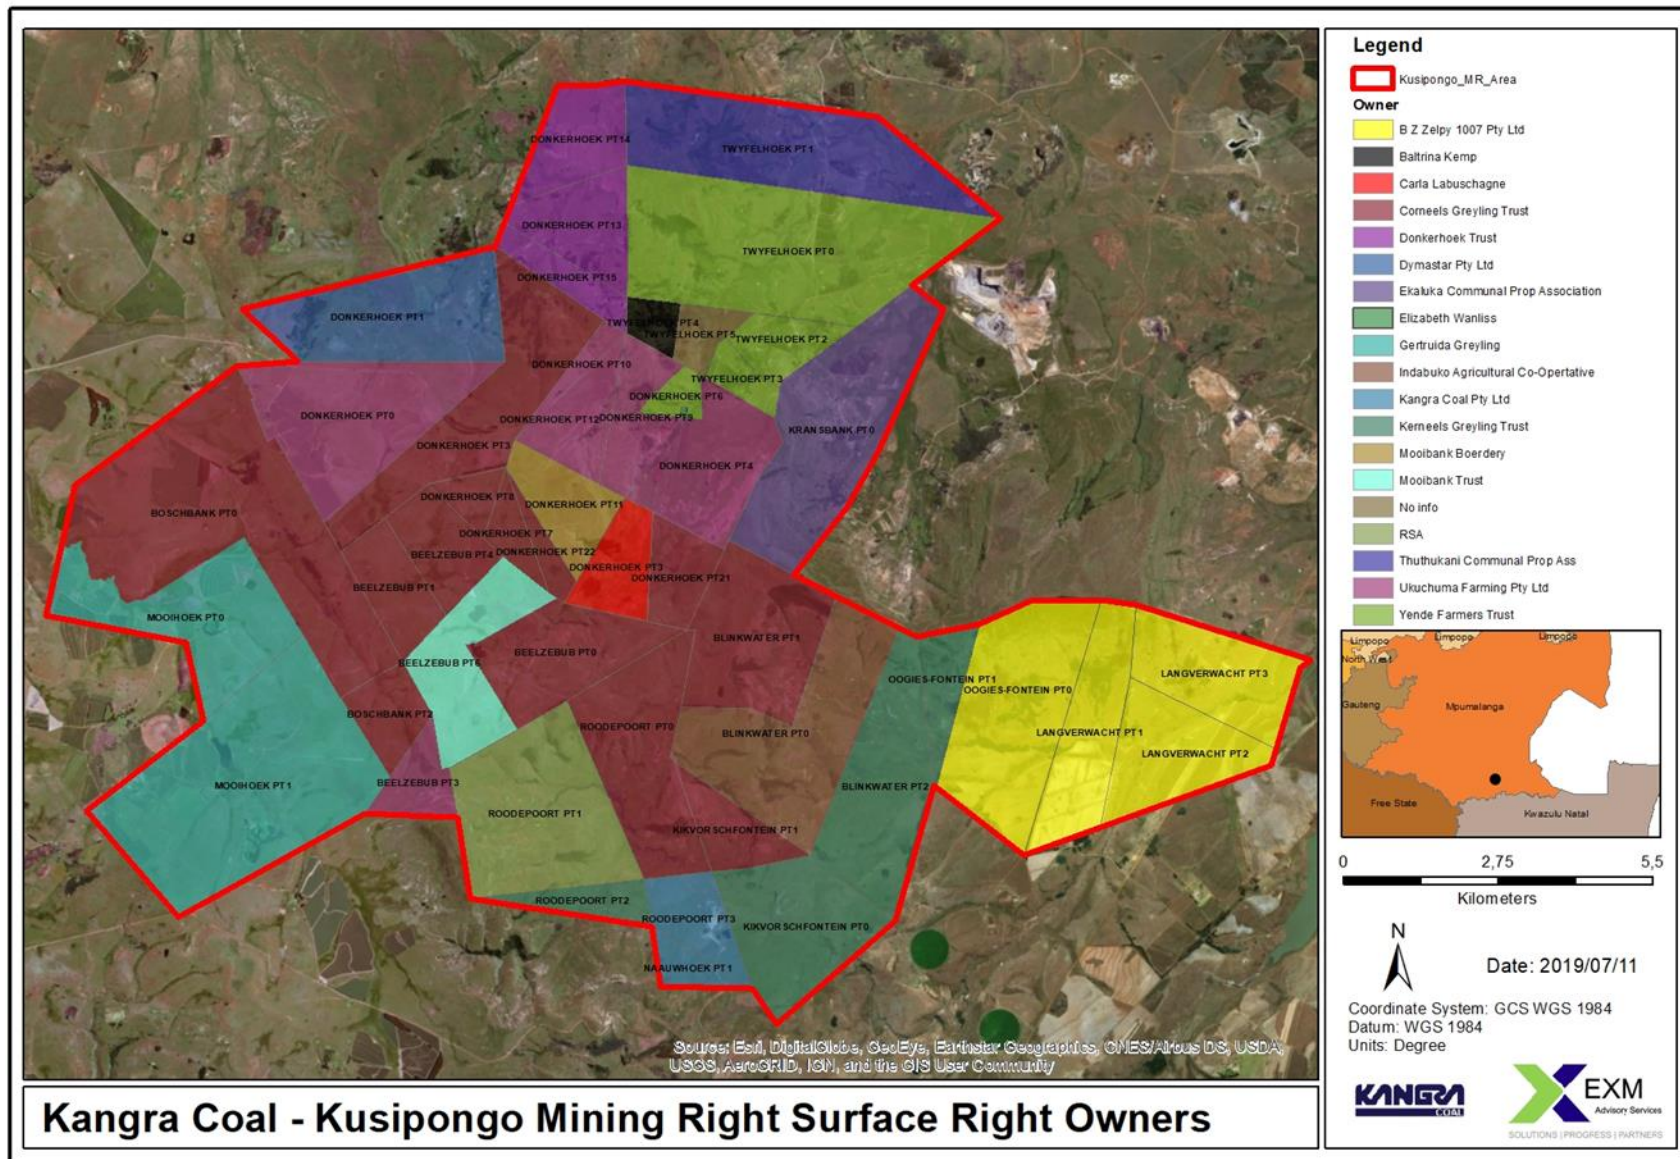 DONKERHOEK PT14
TWYFELHOEK PT1
DONKERHOEK PT13
TWYFELHOEK PT0
DONKERHOEK PT15
DONKERHOEK PT1
TWYFELHOEK PT4
TWYFELHOEK PT5
TWYFELHOEK PT2
DONKERHOEK PT10
TWYFELHOEK PT3
DONKERHOEK PT6
DONKERHOEK PT0
DONKERHOEK PT12
DONKERHOEK PT9
KRANSBANK PT0
DONKERHOEK PT3
DONKERHOEK PT4
DONKERHOEK PT8
DONKERHOEK PT11
BOSCHBANK PT0
DONKERHOEK PT7
BEELZEBUB PT4
DONKERHOEK PT22
DONKERHOEK PT3
DONKERHOEK PT21
BEELZEBUB PT1
MOOIHOEK PT0
BLINKWATER PT1
BEELZEBUB PT6
BEELZEBUB PT0
OOGIES-FONTEIN PT1
OOGIES-FONTEIN PT0
LANGVERWACHT PT3
BOSCHBANK PT2
ROODEPOORT PT0
BLINKWATER PT0
LANGVERWACHT PT1
LANGVERWACHT PT2
MOOIHOEK PT1
BEELZEBUB PT3
BLINKWATER PT2
ROODEPOORT PT1
KIKVORSCHFONTEIN PT1
ROODEPOORT PT2
ROODEPOORT PT3
KIKVORSCHFONTEIN PT0
NAAUWHOEK PT1
Source: Esri, DigitalGlobe, GeoEye, Earthstar Geographics, CNES/Airbus DS, USDA,
USGS, AeroGRID, IGN, and the GIS User Community
Kangra Coal - Kusipongo Mining Right Surface Right Owners
Legend
Kusipongo_MR_Area
Owner
B Z Zelpy 1007 Pty Ltd
Baltrina Kemp
Carla Labuschagne
Corneels Greyling Trust
Donkerhoek Trust
Dymastar Pty Ltd
Ekaluka Communal Prop Association
Elizabeth Wanliss
Gertruida Greyling
Indabuko Agricultural Co-Opertative
Kangra Coal Pty Ltd
Kerneels Greyling Trust
Mooibank Boerdery
Mooibank Trust
No info
RSA
Thuthukani Communal Prop Ass
Ukuchuma Farming Pty Ltd
Yende Farmers Trust
Limpopo
Limpopo
Limpopo
North West
Gauteng
Mpumalanga
Free State
Kwazulu Natal
0 2,75 5,5
Kilometers
N
Date: 2019/07/11
Coordinate System: GCS WGS 1984
Datum: WGS 1984
Units: Degree
KANGRA
COAL
EXM
Advisory Services
SOLUTIONS | PROGRESS | PARTNERS